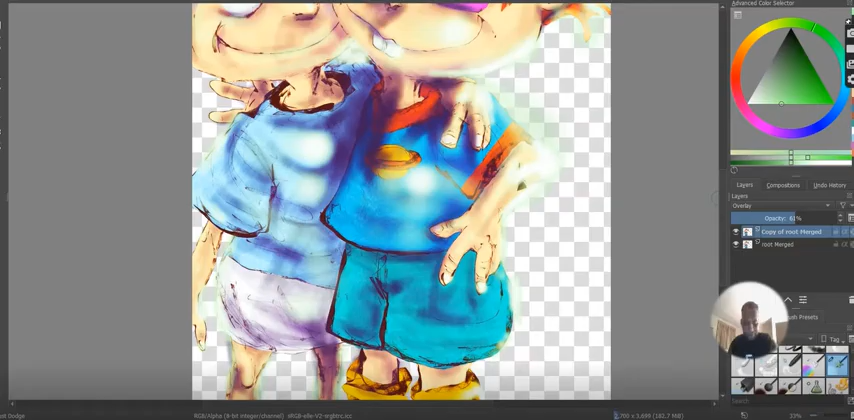 Advanced Color Selector
Layers Compositions Undo History
Layers
Overlay
Opacity: 61%
Copy of root Merged
root Merged
Brush Presets
Tag
Search
ost Dodge
RGB/Alpha (8-bit integer/channel) sRGB-elle-V2-srgbtrc.icc
2,700 x 3,699 (182.7 MiB)
33%